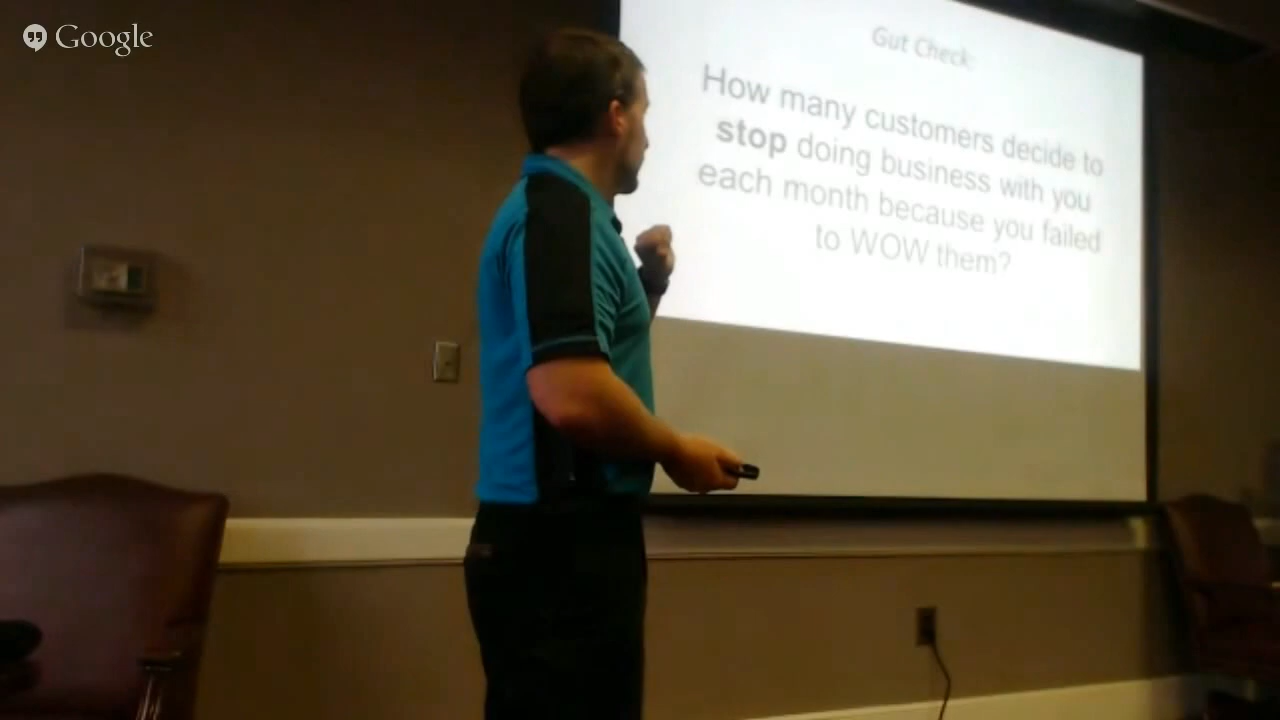 Google
Gut Check
How many customers decide to
stop doing business with you
each month because you failed
to WOW them?